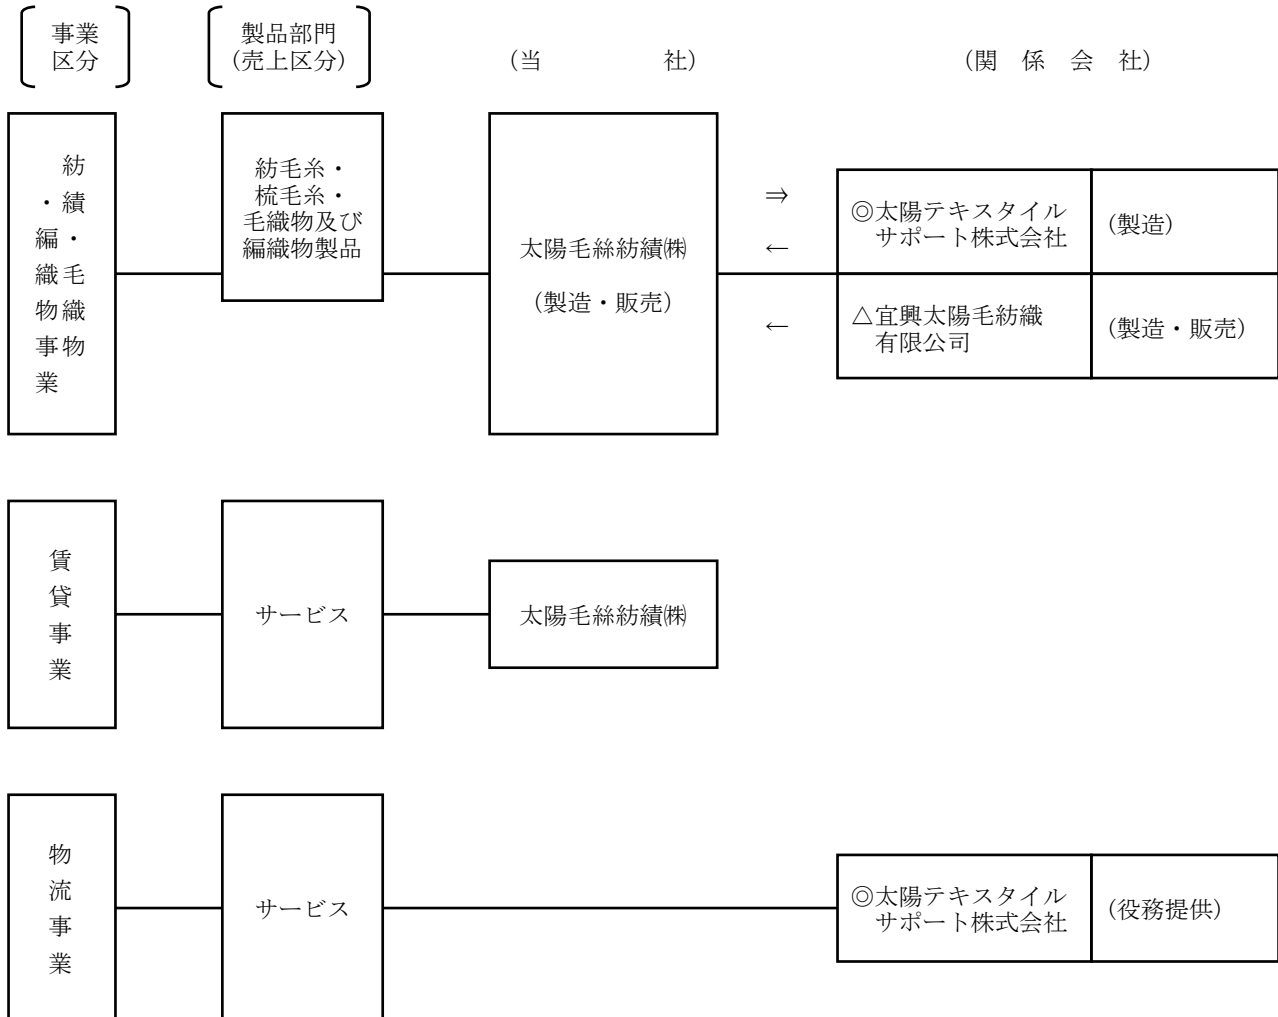 事業
区分
製品部門
(売上区分)
(当 社)
(関 係 会 社)
紡績・毛織物
・編織物事業
紡毛糸・
梳毛糸・
毛織物及び
編織物製品
太陽毛絲紡績㈱
(製造・販売)
⇒
←
←
◎太陽テキスタイル
サポート株式会社
(製造)
△宜興太陽毛紡織
有限公司
(製造・販売)
賃貸事業
サービス
太陽毛絲紡績㈱
物流事業
サービス
◎太陽テキスタイル
サポート株式会社
(役務提供)